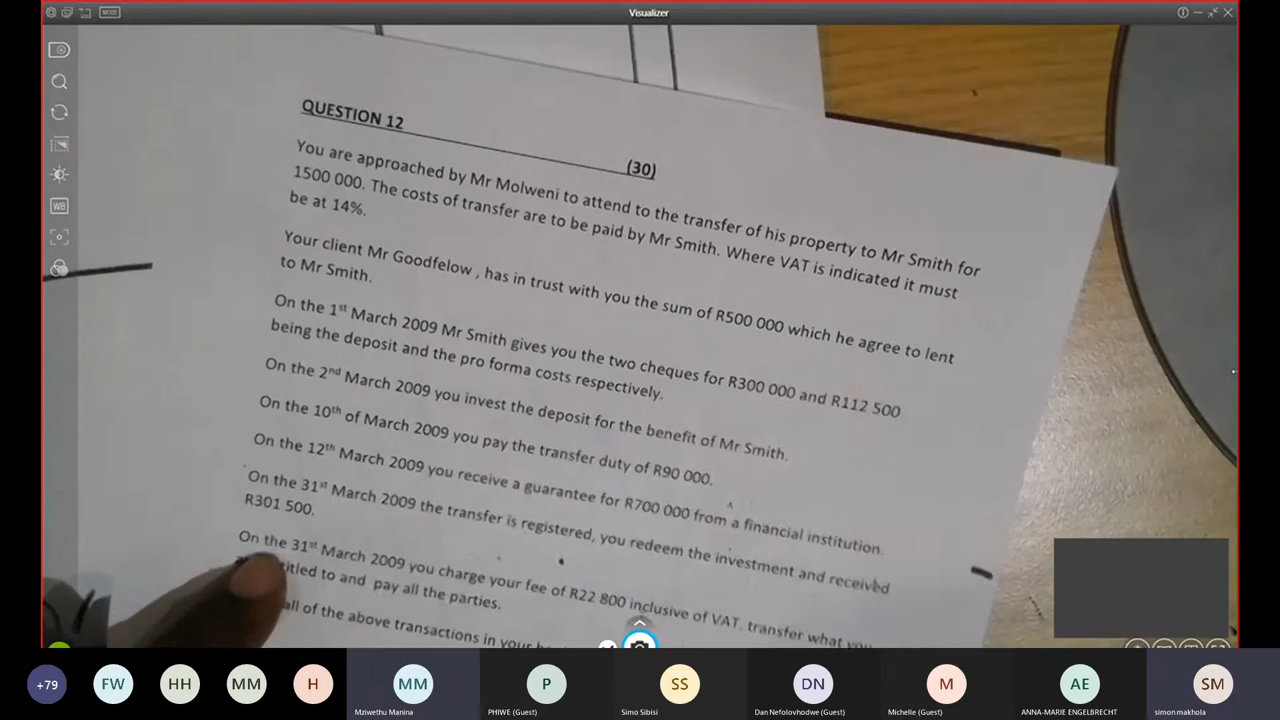 Visualizer
MODE
WB
QUESTION 12
(30)
You are approached by Mr Molweni to attend to the transfer of his property to Mr Smith for
1500 000. The costs of transfer are to be paid by Mr Smith. Where VAT is indicated it must
be at 14%.
Your client Mr Goodfelow , has in trust with you the sum of R500 000 which he agree to lent
to Mr Smith.
On the 1st March 2009 Mr Smith gives you the two cheques for R300 000 and R112 500
being the deposit and the pro forma costs respectively.
On the 2nd March 2009 you invest the deposit for the benefit of Mr Smith.
On the 10th of March 2009 you pay the transfer duty of R90 000.
On the 12th March 2009 you receive a guarantee for R700 000 from a financial institution.
On the 31st March 2009 the transfer is registered, you redeem the investment and received
R301 500.
On the 31st March 2009 you charge your fee of R22 800 inclusive of VAT. transfer what you
to and pay all the parties.
all of the above transactions in your
+79
FW
HH
MM
H
MM
Mziwethu Manina
P
PHIWE (Guest)
SS
Simo Sibisi
DN
Dan Nefolovhodwe (Guest)
M
Michelle (Guest)
AE
ANNA-MARIE ENGELBRECHT
SM
simon makhola